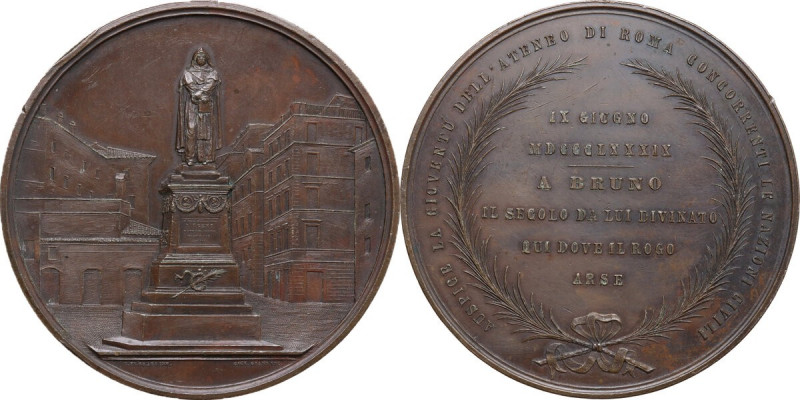 AUSPICE LA GIOVENTÙ DELL'ATENEO DI ROMA CONCORRENTI LE NAZIONI CIVILI
IX GIUGNO
MDCCCLXXXIX
A BRUNO
IL SECOLO DA LUI DIVINATO
QUI DOVE IL ROGO
ARSE